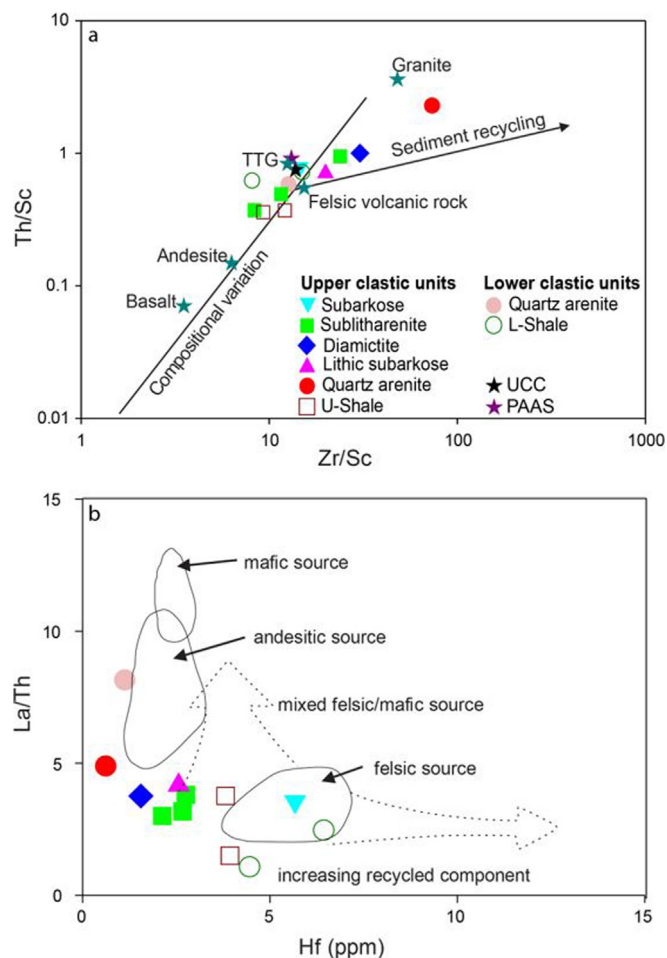 a
10
1
0.1
0.01
Th/Sc
1
10
100
1000
Zr/Sc
Granite
Sediment recycling
TTG
Felsic volcanic rock
Andesite
Basalt
Compositional variation
Upper clastic units
Subarkose
Sublitharenite
Diamictite
Lithic subarkose
Quartz arenite
U-Shale
Lower clastic units
Quartz arenite
L-Shale
UCC
PAAS
b
15
10
5
0
La/Th
0
5
10
15
Hf (ppm)
mafic source
andesitic source
mixed felsic/mafic source
felsic source
increasing recycled component